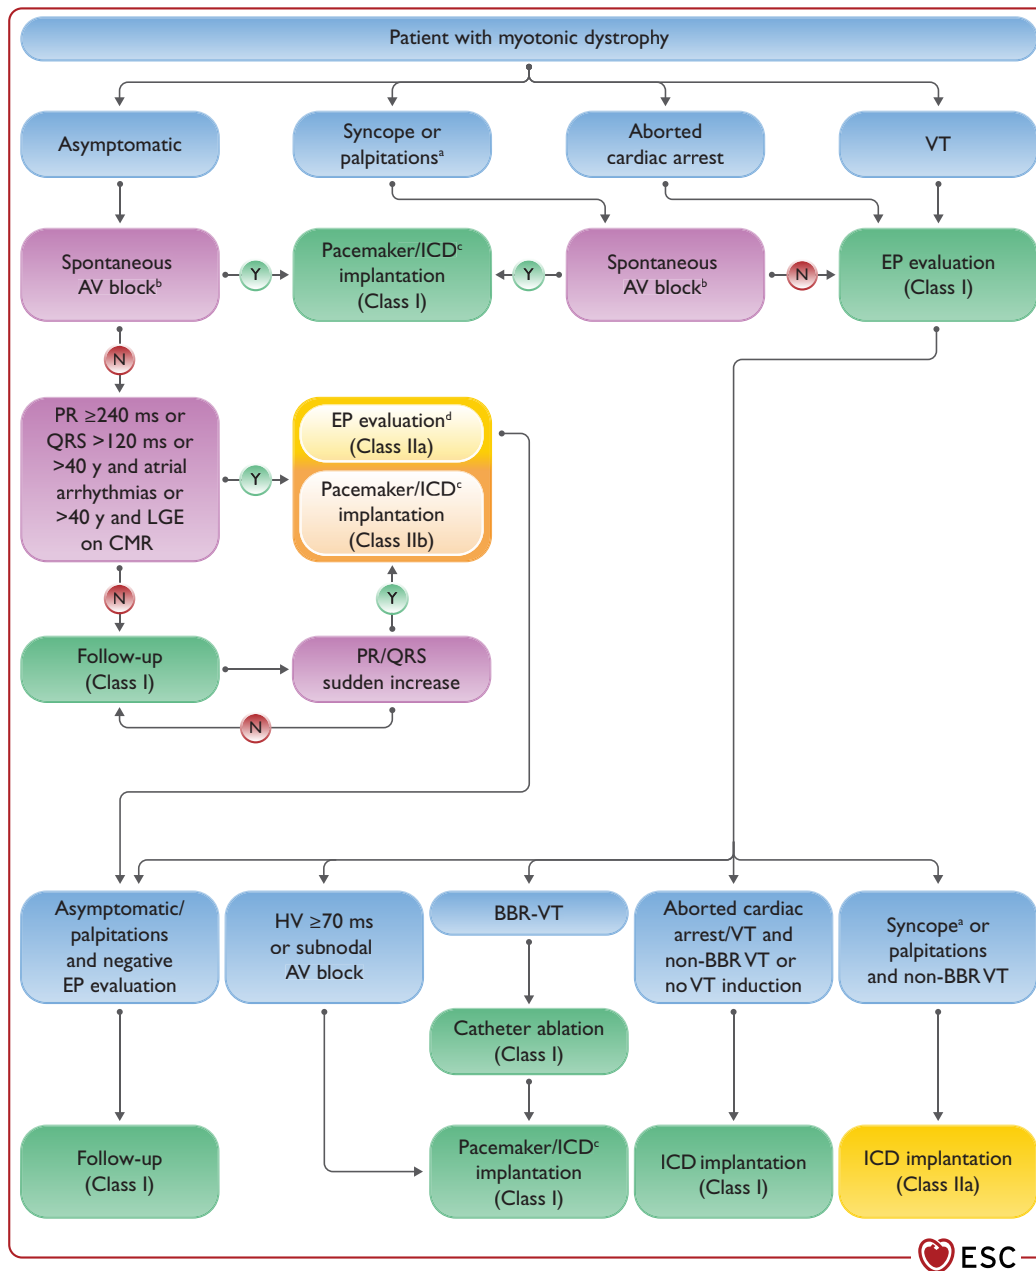 Patient with myotonic dystrophy
Asymptomatic
Syncope or
palpitationsᵃ
Aborted
cardiac arrest
VT
Spontaneous
AV blockᵇ
Y
Pacemaker/ICDᶜ
implantation
(Class I)
Y
Spontaneous
AV blockᵇ
N
EP evaluation
(Class I)
N
PR ≥240 ms or
QRS >120 ms or
>40 y and atrial
arrhythmias or
>40 y and LGE
on CMR
Y
EP evaluationᵈ
(Class IIa)
Pacemaker/ICDᶜ
implantation
(Class IIb)
N
Y
Follow-up
(Class I)
PR/QRS
sudden increase
N
Asymptomatic/
palpitations
and negative
EP evaluation
HV ≥70 ms
or subnodal
AV block
BBR-VT
Aborted cardiac
arrest/VT and
non-BBR VT or
no VT induction
Syncopeᵃ or
palpitations
and non-BBR VT
Catheter ablation
(Class I)
Follow-up
(Class I)
Pacemaker/ICDᶜ
implantation
(Class I)
ICD implantation
(Class I)
ICD implantation
(Class IIa)
ESC